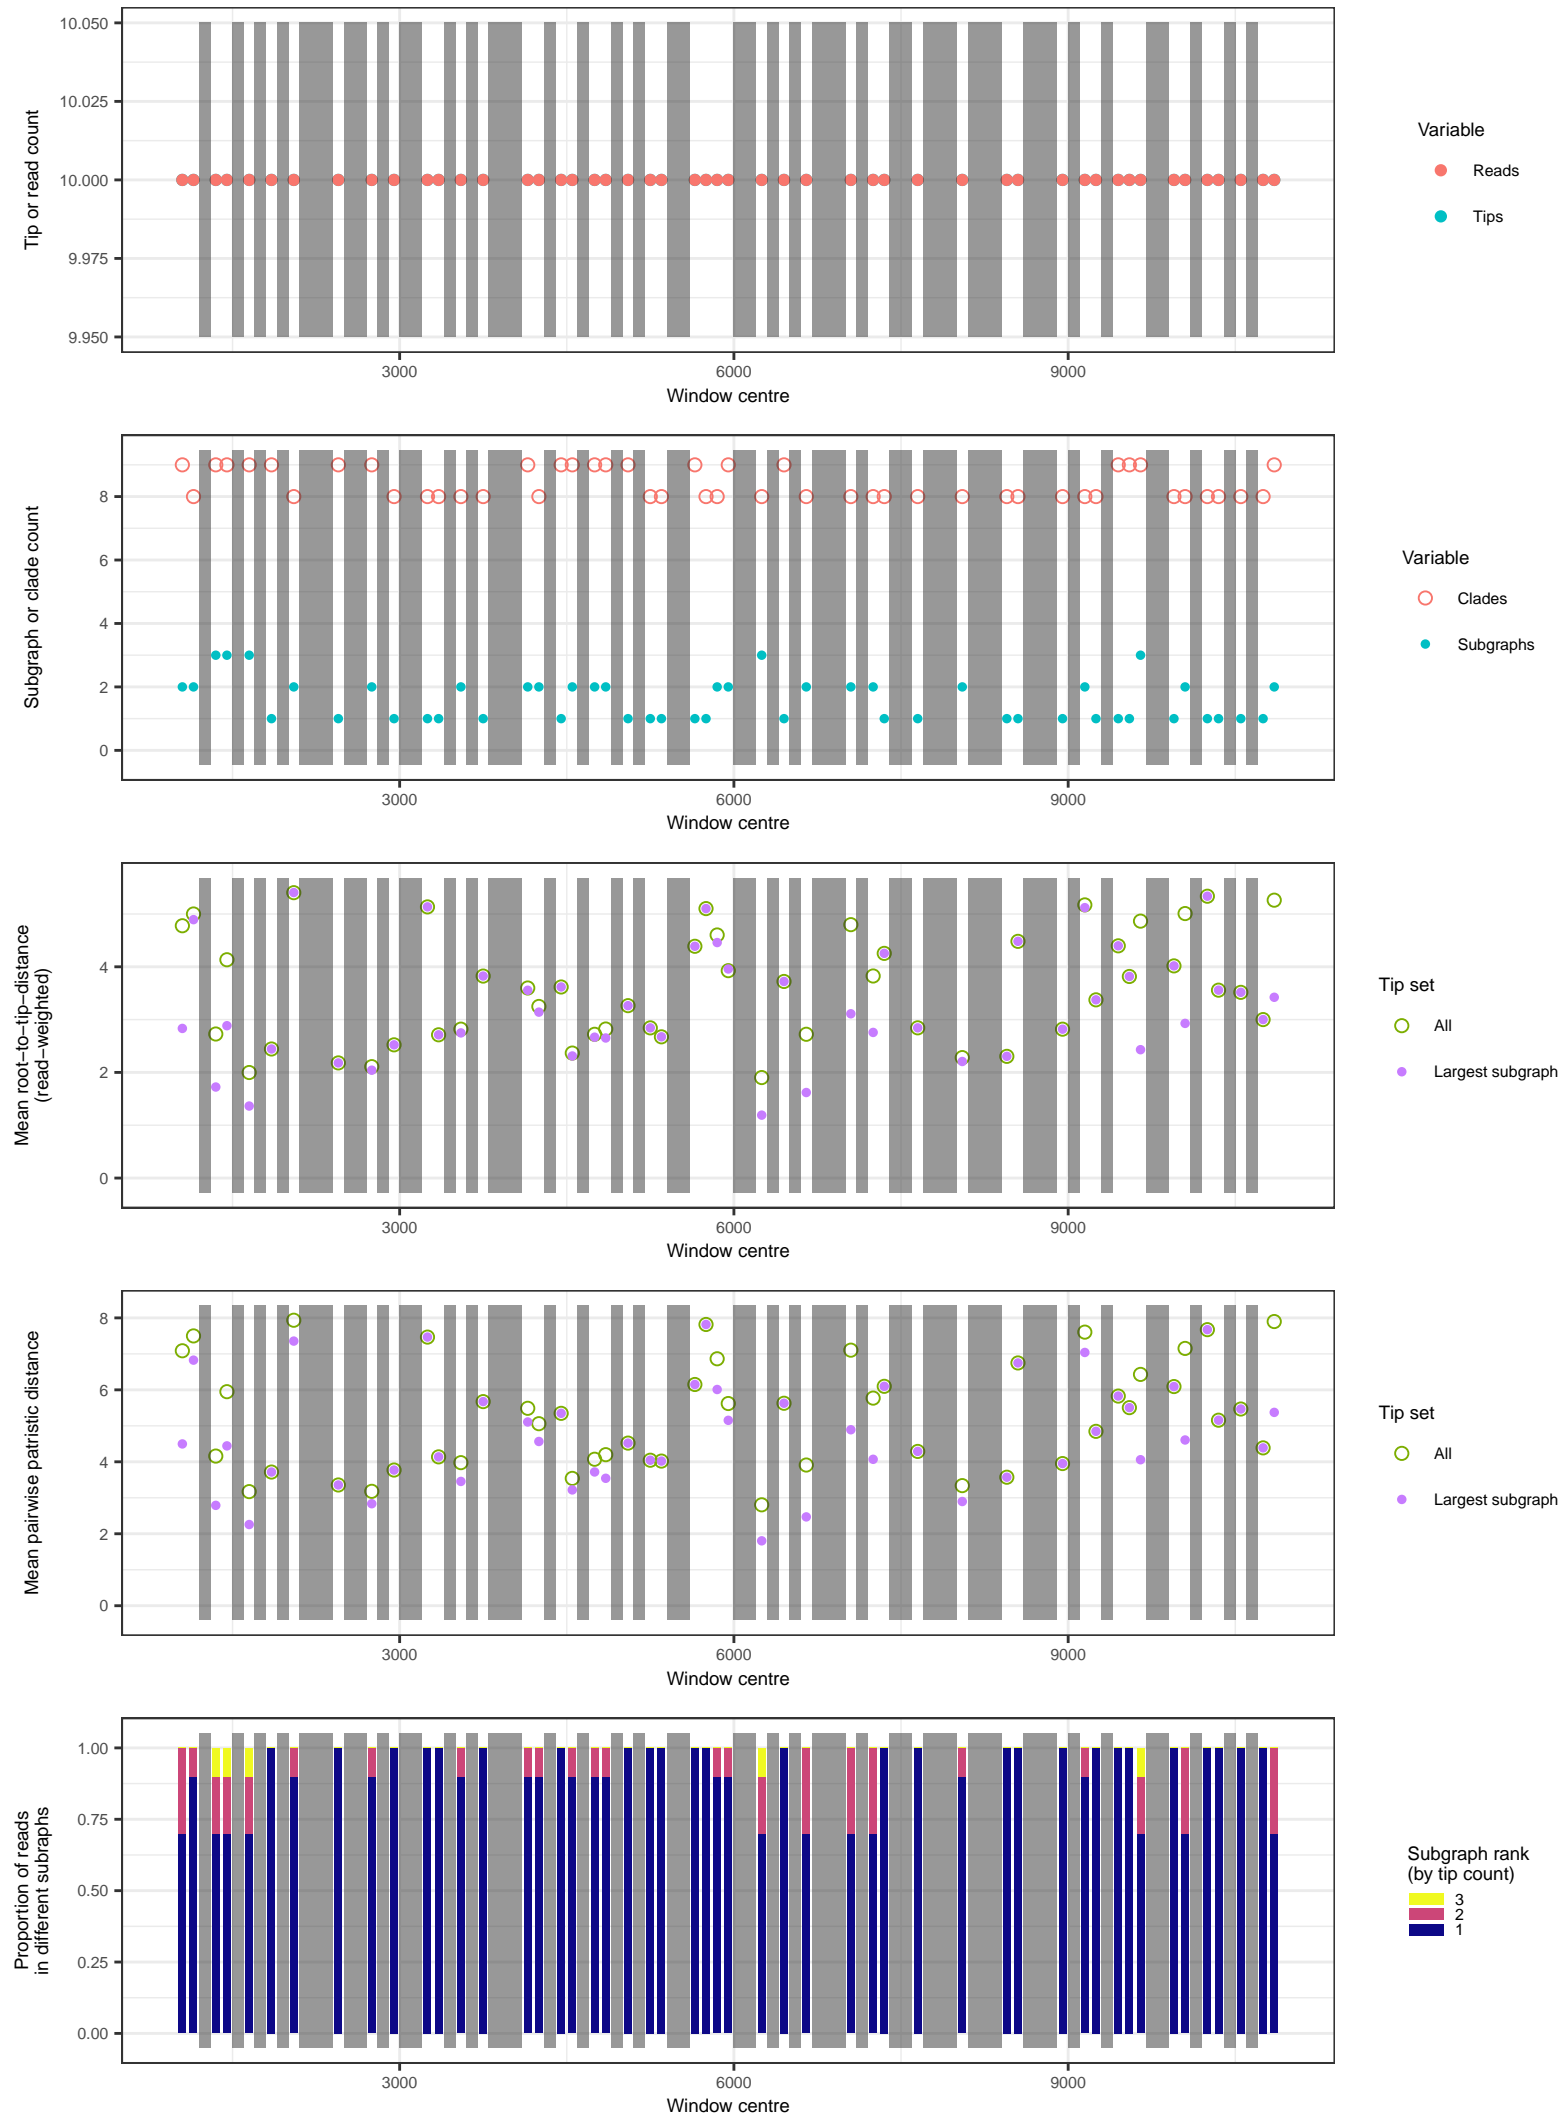 10.050
10.025
10.000
9.975
9.950
Tip or read count
3000
6000
9000
Window centre
Variable
Reads
Tips
8
6
4
2
0
Subgraph or clade count
3000
6000
9000
Window centre
Variable
Clades
Subgraphs
4
2
0
Mean root−to−tip−distance
(read−weighted)
3000
6000
9000
Window centre
Tip set
All
Largest subgraph
8
6
4
2
0
Mean pairwise patristic distance
3000
6000
9000
Window centre
Tip set
All
Largest subgraph
1.00
0.75
0.50
0.25
0.00
Proportion of reads
in different subraphs
3000
6000
9000
Window centre
Subgraph rank
(by tip count)
3
2
1